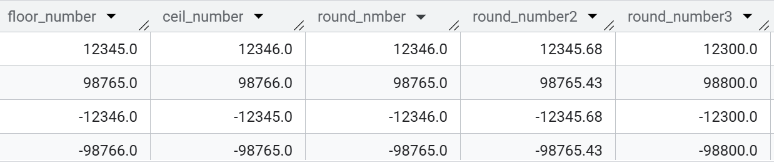 floor_number ceil_number round_nmber round_number2 round_number3
12345.0 12346.0 12346.0 12345.68 12300.0
98765.0 98766.0 98765.0 98765.43 98800.0
-12346.0 -12345.0 -12346.0 -12345.68 -12300.0
-98766.0 -98765.0 -98765.0 -98765.43 -98800.0